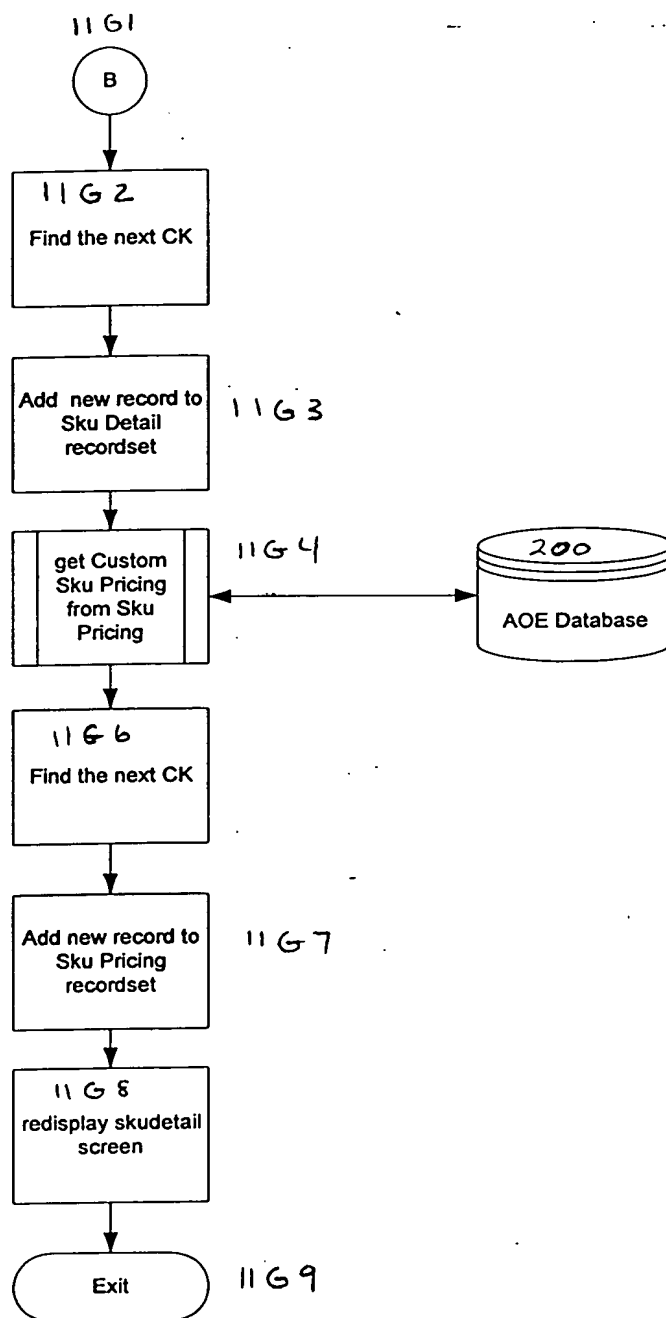 11G1
B
11G2
Find the next CK
Add new record to
Sku Detail
recordset
11G3
get Custom
Sku Pricing
from Sku
Pricing
11G4
200
AOE Database
11G6
Find the next CK
Add new record to
Sku Pricing
recordset
11G7
11G8
redisplay skudetail
screen
Exit
11G9